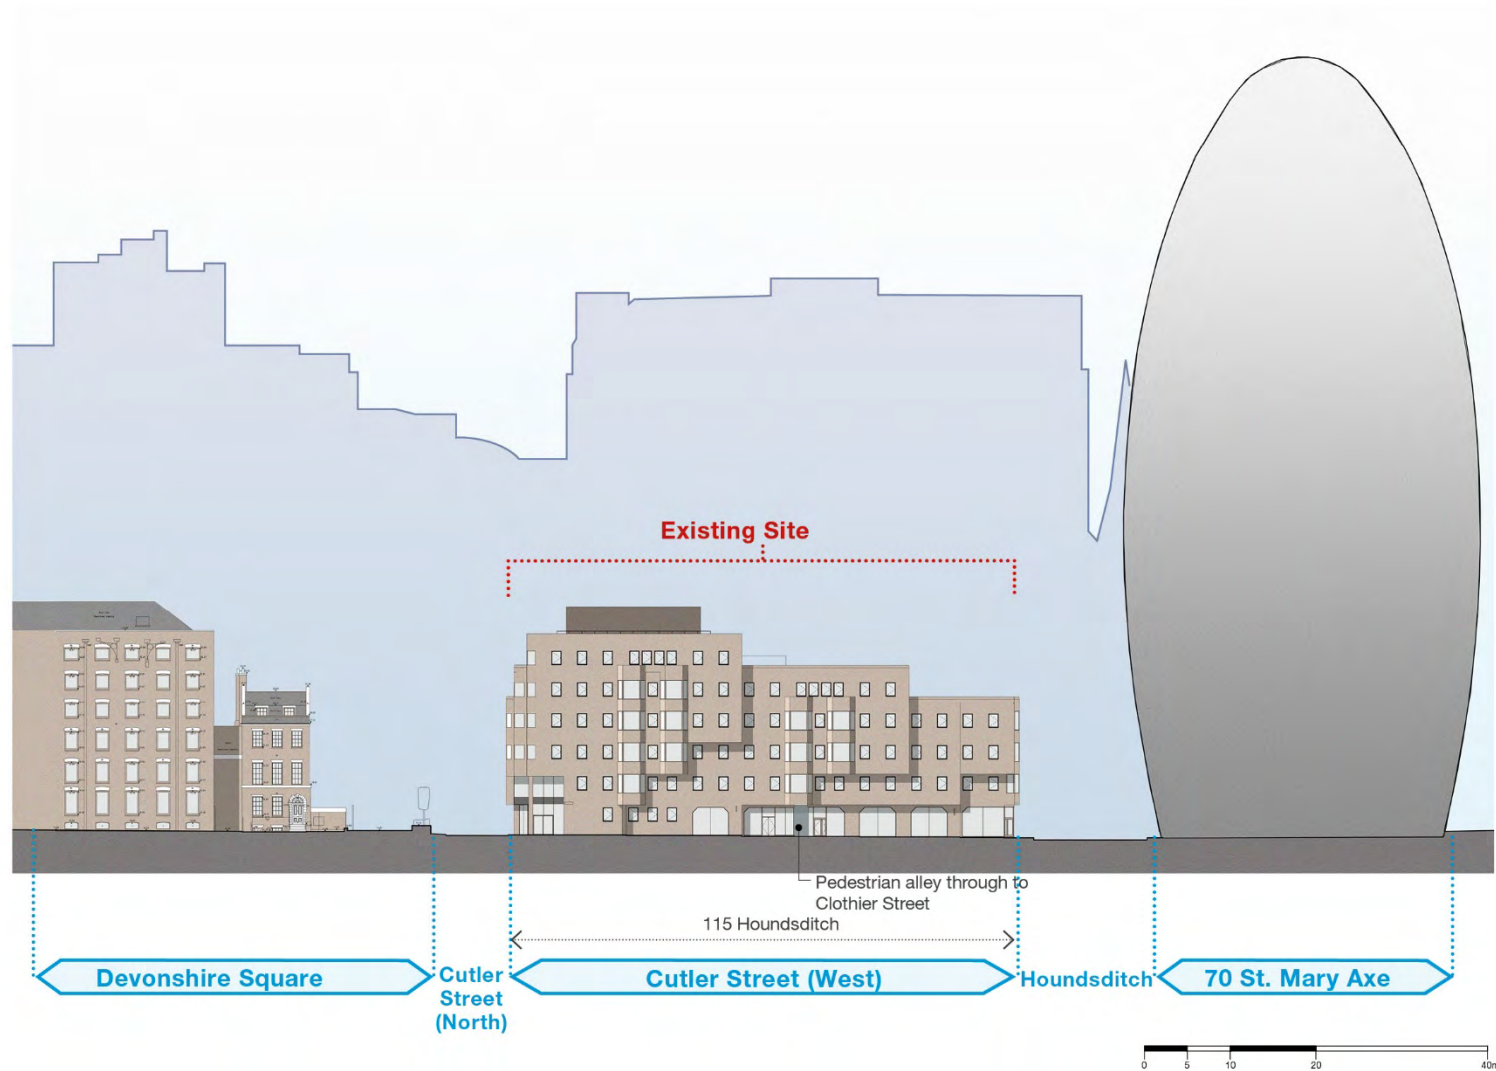 Existing Site
Pedestrian alley through to
Clothier Street
115 Houndsditch
Devonshire Square
Cutler
Street
(North)
Cutler Street (West)
Houndsditch
70 St. Mary Axe
0 5 10 20 40m